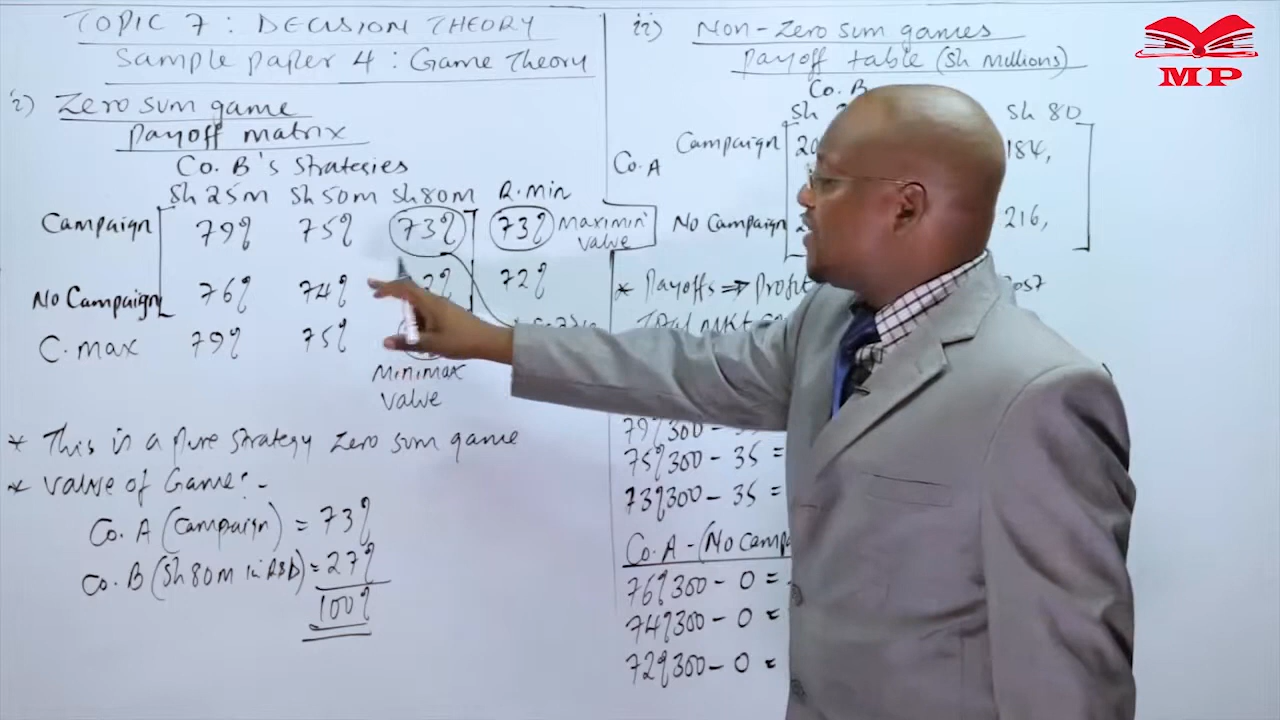 TOPIC 7 : DECISION THEORY
Sample paper 4 : Game Theory
i) Zero sum game
payoff matrix
Co. B's strategies
Sh 25m Sh 50m Sh 80m R.min
Campaign 79% 75% 73% 73% Maximin value
No Campaign 76% 74% 72%
C. max 79% 75%
Minimax
value
* This is a pure strategy zero sum game
* Value of Game: -
Co. A (Campaign) = 73%
Co. B (Sh 80m in R&D) = 27%
100%
ii) Non-Zero sum games
Payoff table (Sh Millions)
Co. B
Sh 80
Co. A
Campaign 184,
No Campaign 216,
* Payoffs => Profit
79%300 - 35
75%300 - 35 =
73%300 - 35 =
Co. A - (No
76%300 - 0 =
74%300 - 0 =
72%300 - 0 =
MP